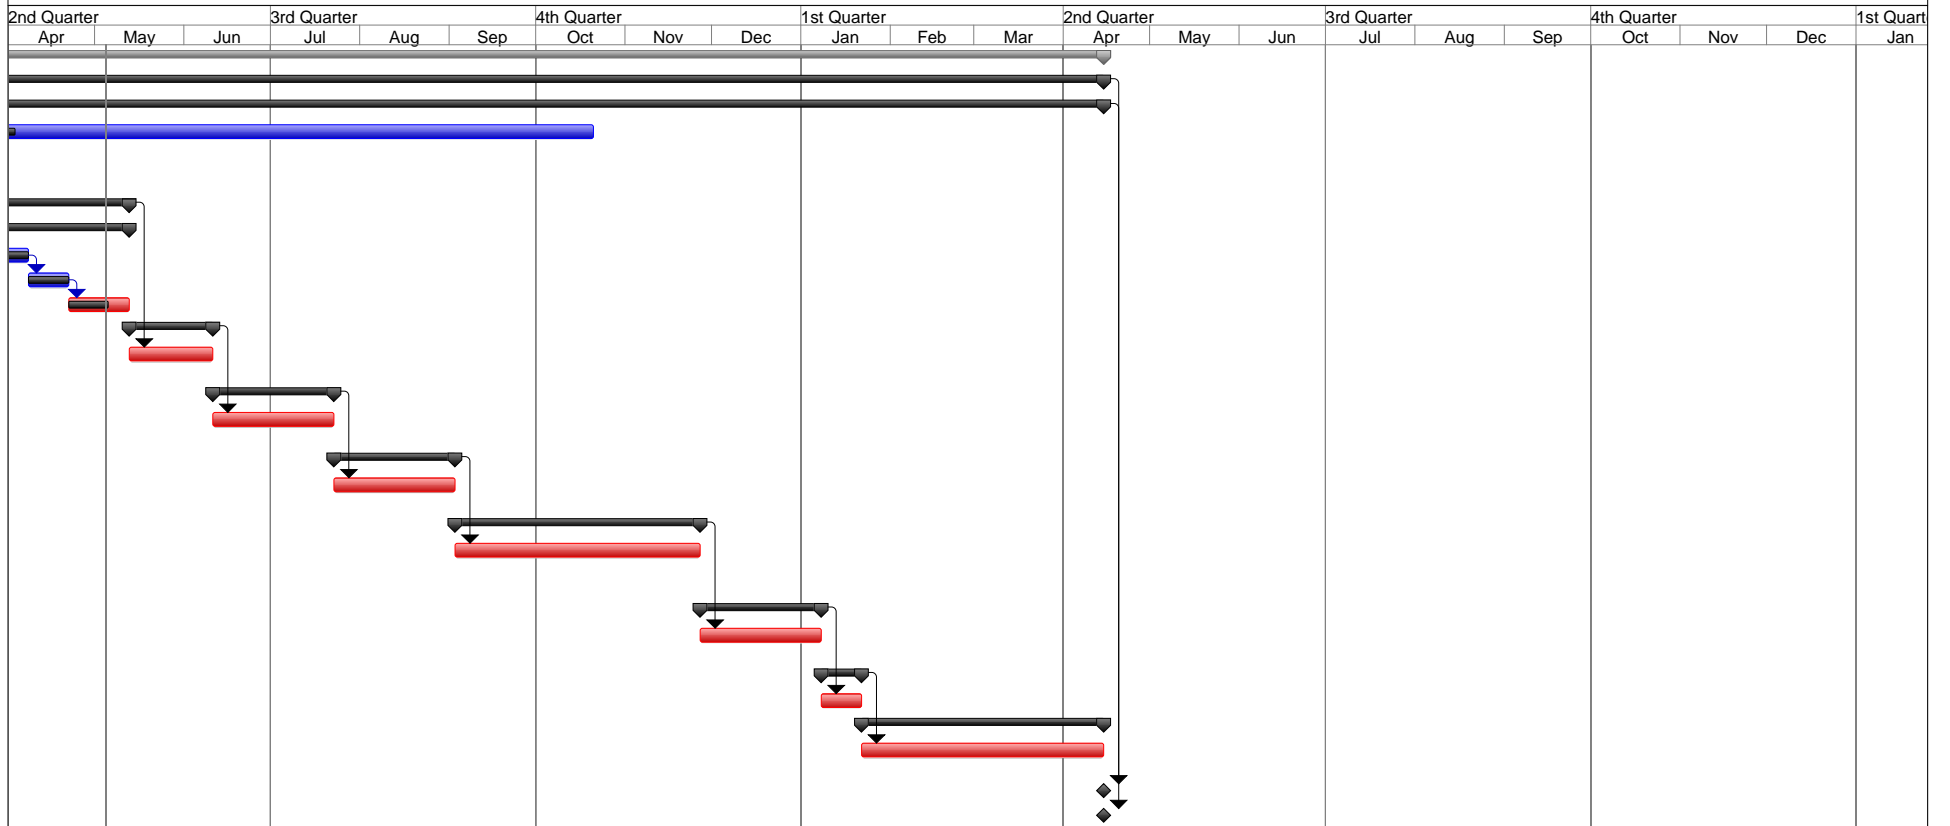 2nd Quarter 3rd Quarter 4th Quarter 1st Quarter 2nd Quarter 3rd Quarter 4th Quarter 1st Quart
Apr May Jun Jul Aug Sep Oct Nov Dec Jan Feb Mar Apr May Jun Jul Aug Sep Oct Nov Dec Jan